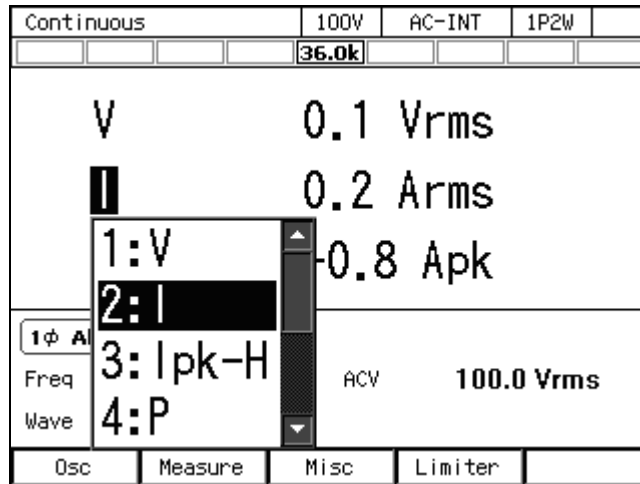 Continuous 100V AC-INT 1P2W
36.0k
V 0.1 Vrms
I 0.2 Arms
-0.8 Apk
1:V
2:I
3:Ipk-H
4:P
1φ A
Freq ACV 100.0 Vrms
Wave
Osc Measure Misc Limiter